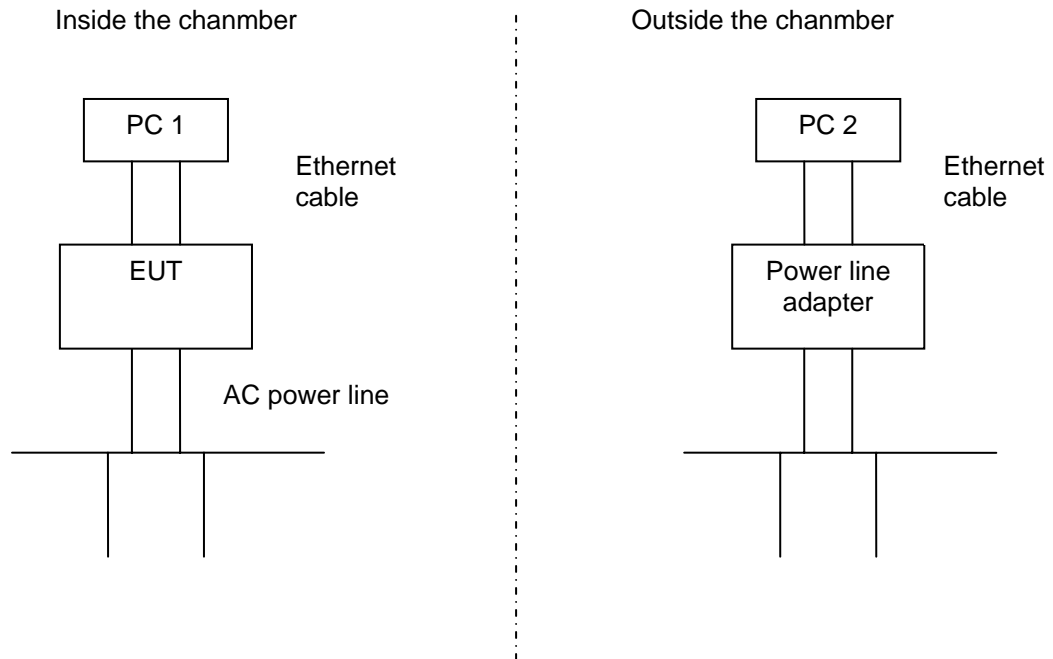 Inside the chanmber
Outside the chanmber
PC 1
PC 2
Ethernet
cable
Ethernet
cable
EUT
Power line
adapter
AC power line